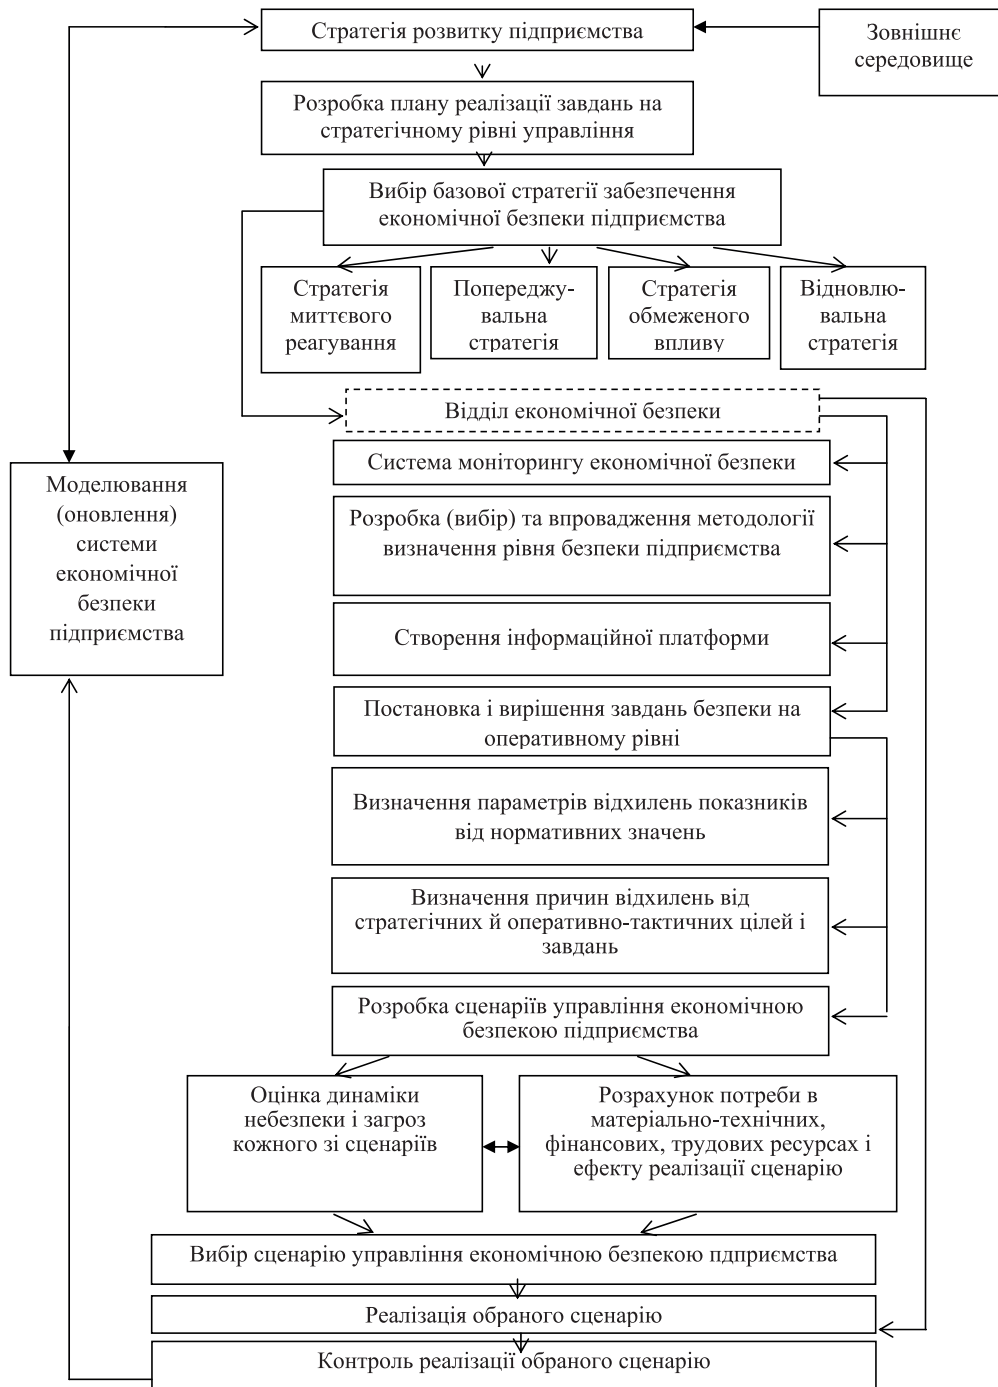 Стратегія розвитку підприємства
Зовнішнє
середовище
Розробка плану реалізації завдань на
стратегічному рівні управління
Вибір базової стратегії забезпечення
економічної безпеки підприємства
Стратегія
миттєвого
реагування
Попереджу-
вальна
стратегія
Стратегія
обмеженого
впливу
Відновлю-
вальна
стратегія
Відділ економічної безпеки
Система моніторингу економічної безпеки
Моделювання
(оновлення)
системи
економічної
безпеки
підприємства
Розробка (вибір) та впровадження методології
визначення рівня безпеки підприємства
Створення інформаційної платформи
Постановка і вирішення завдань безпеки на
оперативному рівні
Визначення параметрів відхилень показників
від нормативних значень
Визначення причин відхилень від
стратегічних й оперативно-тактичних цілей і
завдань
Розробка сценаріїв управління економічною
безпекою підприємства
Оцінка динаміки
небезпеки і загроз
кожного зі сценаріїв
Розрахунок потреби в
матеріально-технічних,
фінансових, трудових ресурсах і
ефекту реалізації сценарію
Вибір сценарію управління економічною безпекою пдприємства
Реалізація обраного сценарію
Контроль реалізації обраного сценарію